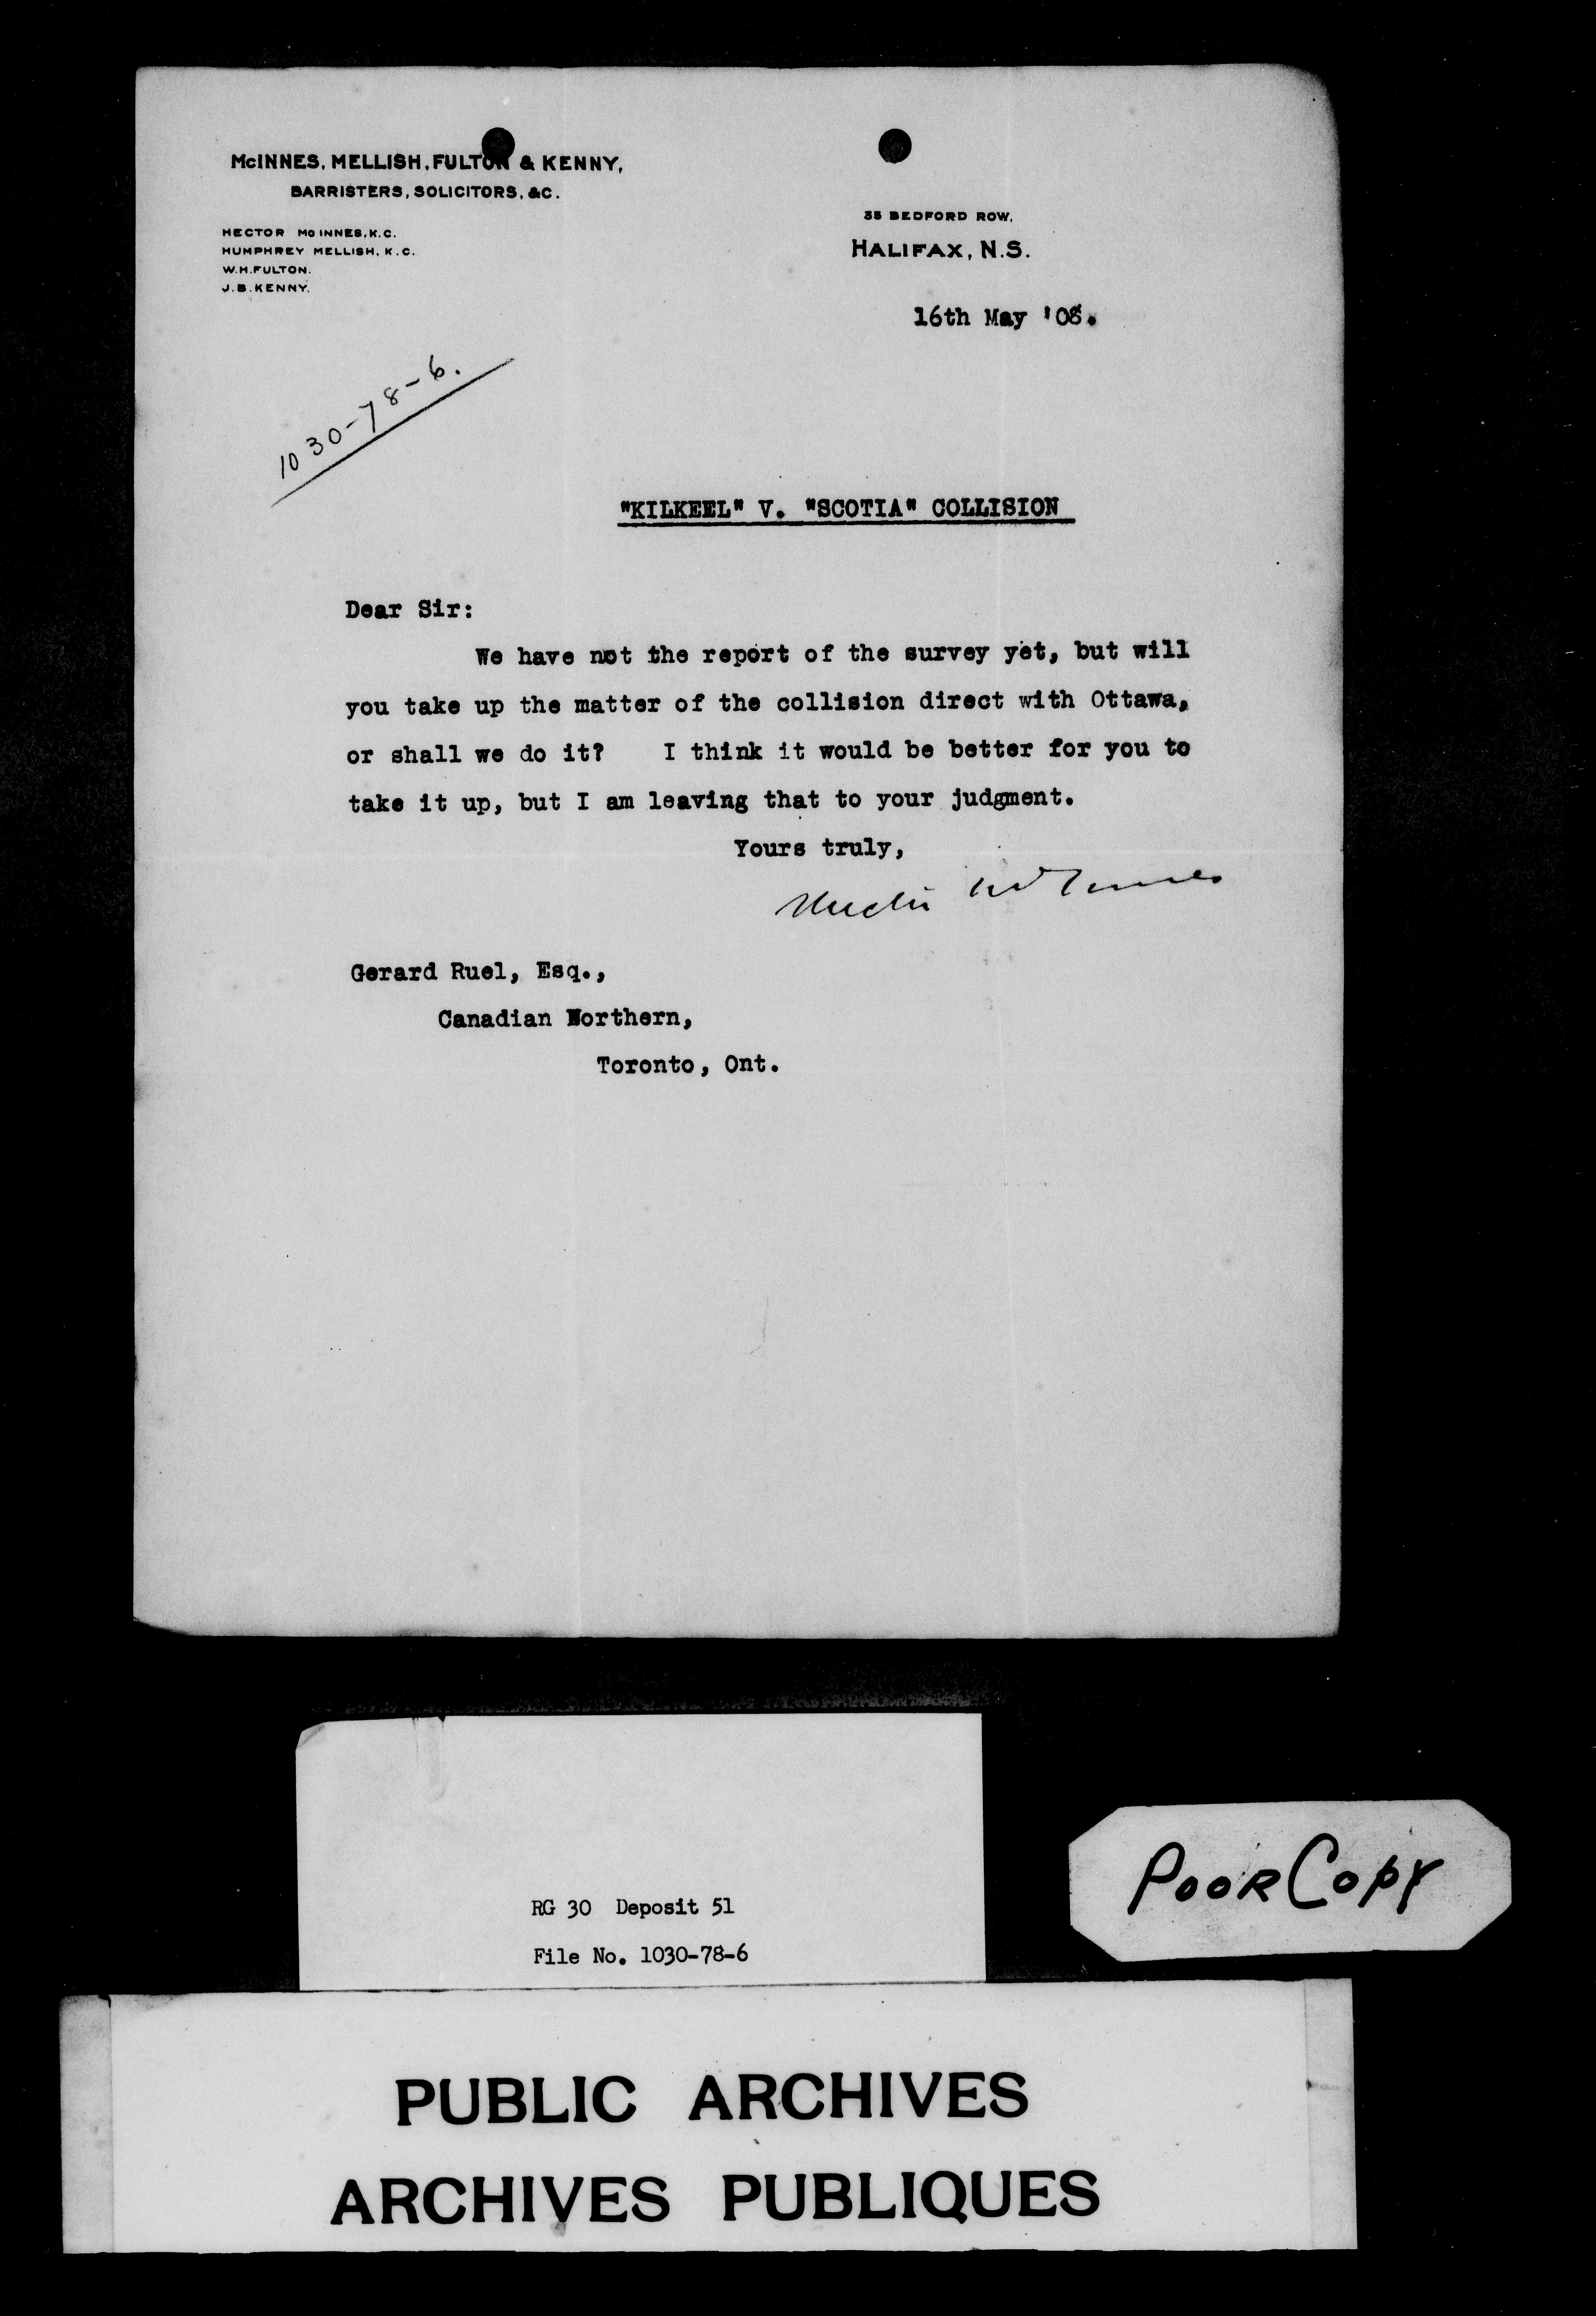 McINNES, MELLISH, FULTON & KENNY,
BARRISTERS, SOLICITORS, &C.
HECTOR McINNES, K.C.
HUMPHREY MELLISH, K.C.
W.H. FULTON.
J.B. KENNY.
35 BEDFORD ROW,
HALIFAX, N.S.
16th May '08.
1030-78-6.
"KILKEEL" V. "SCOTIA" COLLISION
Dear Sir:
We have not the report of the survey yet, but will
you take up the matter of the collision direct with Ottawa,
or shall we do it? I think it would be better for you to
take it up, but I am leaving that to your judgment.
Yours truly,
Hector McInnes
Gerard Ruel, Esq.,
Canadian Northern,
Toronto, Ont.
RG 30 Deposit 51
File No. 1030-78-6
POOR COPY
PUBLIC ARCHIVES
ARCHIVES PUBLIQUES